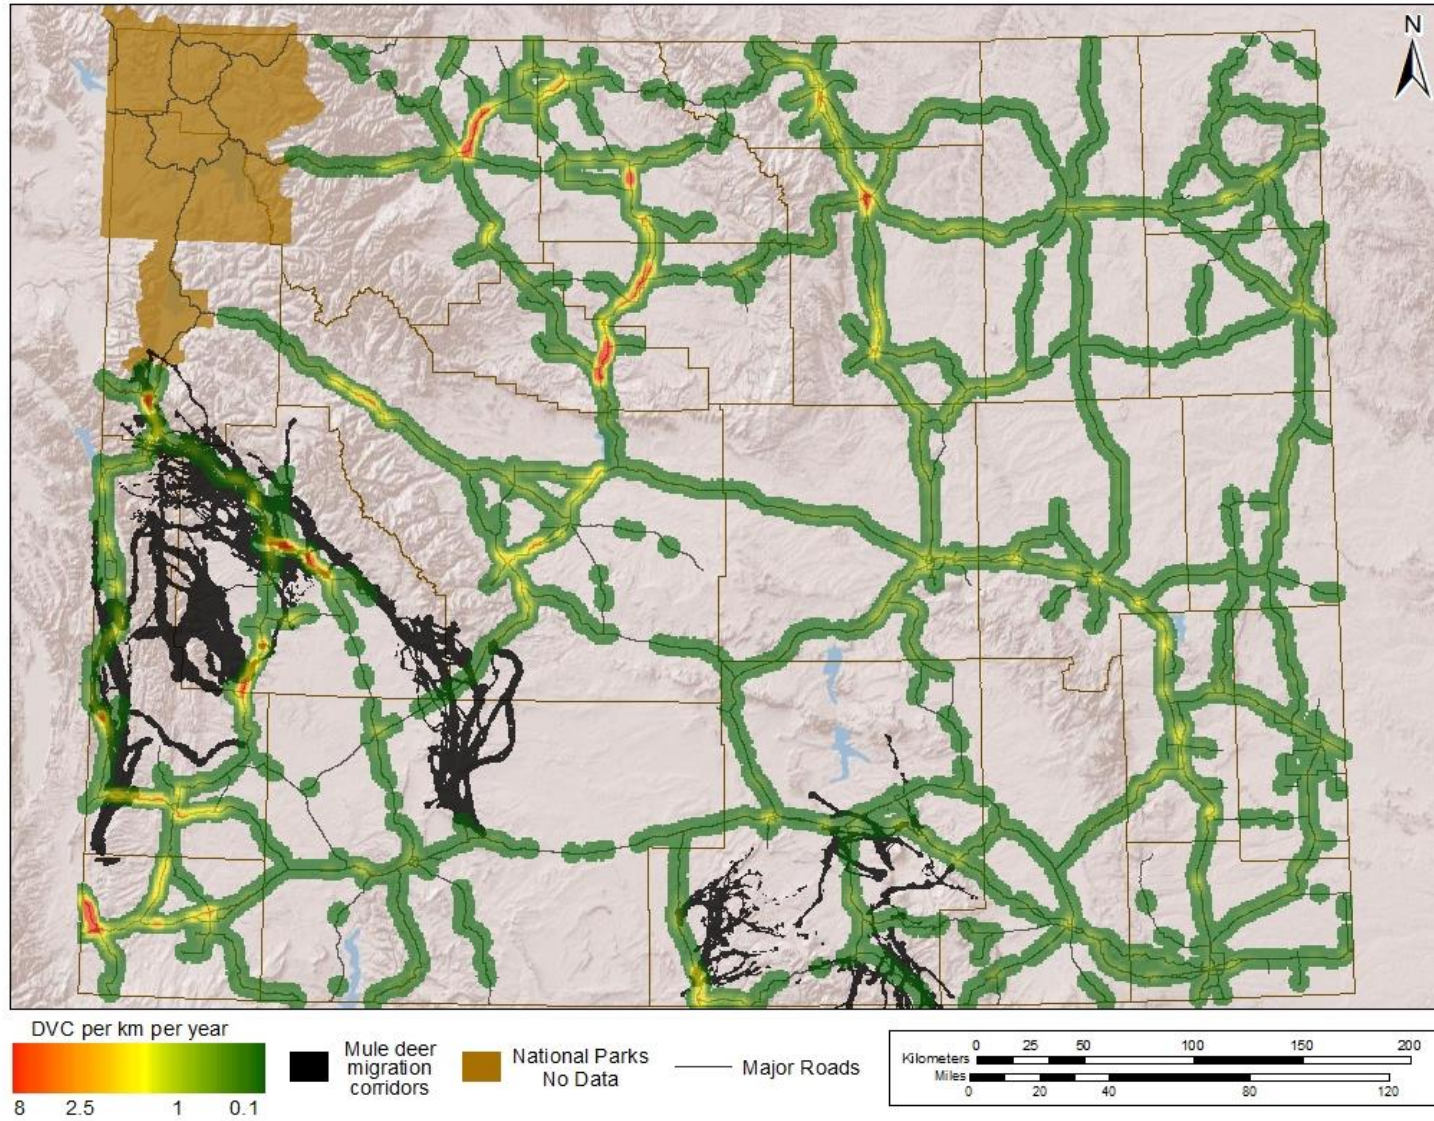 N
DVC per km per year
8 2.5 1 0.1
Mule deer
migration
corridors
National Parks
No Data
Major Roads
0 25 50 100 150 200
Kilometers
Miles
0 20 40 80 120